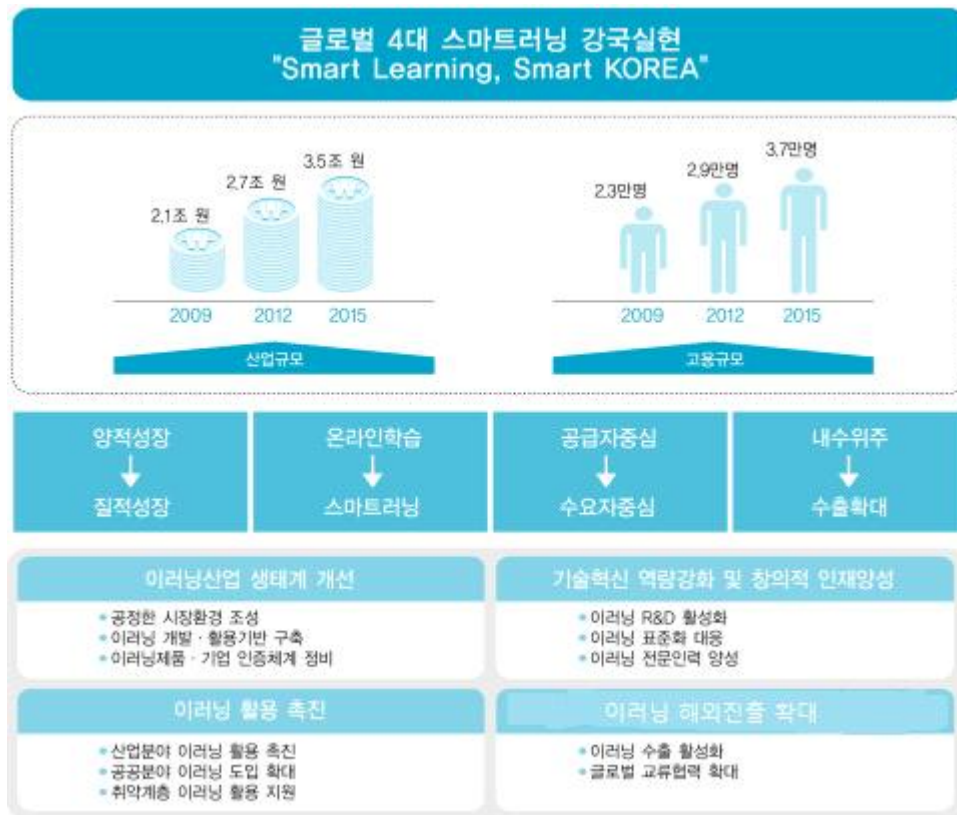 글로벌 4대 스마트러닝 강국실현
"Smart Learning, Smart KOREA"
2.1조 원
2.7조 원
3.5조 원
2009
2012
2015
산업규모
2.3만명
2.9만명
3.7만명
2009
2012
2015
고용규모
양적성장
질적성장
온라인학습
스마트러닝
공급자중심
수요자중심
내수위주
수출확대
이러닝산업 생태계 개선
• 공정한 시장환경 조성
• 이러닝 개발 · 활용기반 구축
• 이러닝제품 · 기업 인증체계 정비
기술혁신 역량강화 및 창의적 인재양성
• 이러닝 R&D 활성화
• 이러닝 표준화 대응
• 이러닝 전문인력 양성
이러닝 활용 촉진
• 산업분야 이러닝 활용 촉진
• 공공분야 이러닝 도입 확대
• 취약계층 이러닝 활용 지원
이러닝 해외진출 확대
• 이러닝 수출 활성화
• 글로벌 교류협력 확대